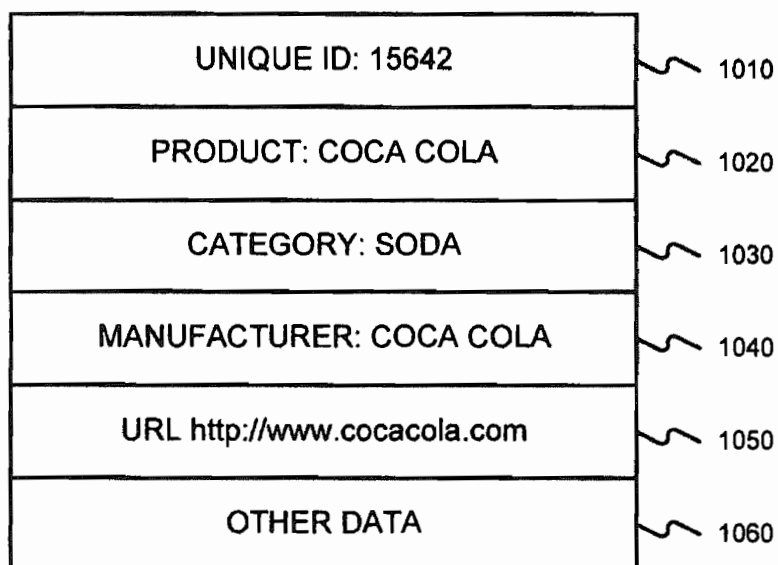 UNIQUE ID: 15642 1010
PRODUCT: COCA COLA 1020
CATEGORY: SODA 1030
MANUFACTURER: COCA COLA 1040
URL http://www.cocacola.com 1050
OTHER DATA 1060